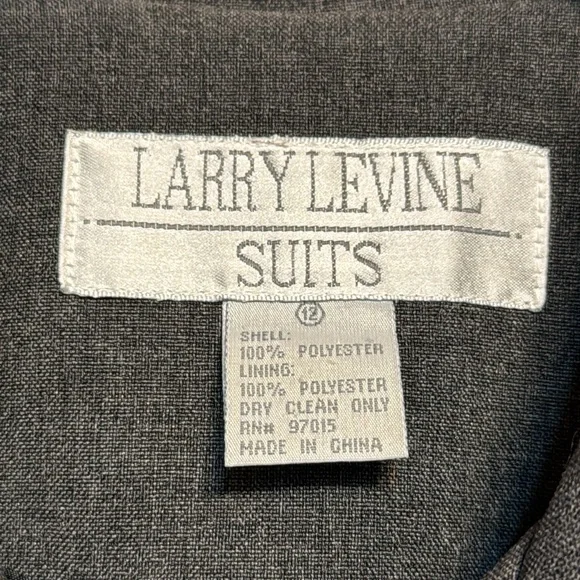 LARRY LEVINE
SUITS
12
SHELL:
100% POLYESTER
LINING:
100% POLYESTER
DRY CLEAN ONLY
RN# 97015
MADE IN CHINA